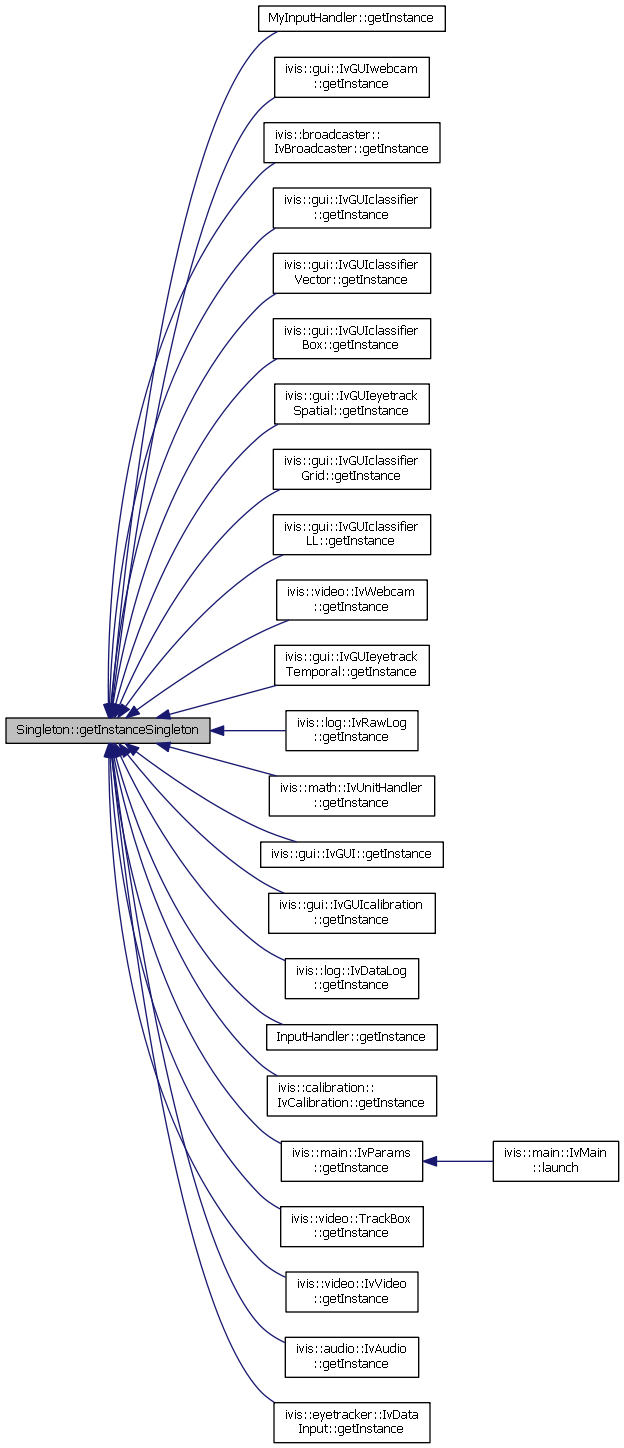 MyInputHandler::getInstance
ivis::gui::IvGUIwebcam
::getInstance
ivis::broadcaster::
IvBroadcaster::getInstance
ivis::gui::IvGUIclassifier
::getInstance
ivis::gui::IvGUIclassifier
Vector::getInstance
ivis::gui::IvGUIclassifier
Box::getInstance
ivis::gui::IvGUIeyetrack
Spatial::getInstance
ivis::gui::IvGUIclassifier
Grid::getInstance
ivis::gui::IvGUIclassifier
LL::getInstance
ivis::video::IvWebcam
::getInstance
ivis::gui::IvGUIeyetrack
Temporal::getInstance
Singleton::getInstanceSingleton
ivis::log::IvRawLog
::getInstance
ivis::math::IvUnitHandler
::getInstance
ivis::gui::IvGUI::getInstance
ivis::gui::IvGUIcalibration
::getInstance
ivis::log::IvDataLog
::getInstance
InputHandler::getInstance
ivis::calibration::
IvCalibration::getInstance
ivis::main::IvParams
::getInstance
ivis::main::IvMain
::launch
ivis::video::TrackBox
::getInstance
ivis::video::IvVideo
::getInstance
ivis::audio::IvAudio
::getInstance
ivis::eyetracker::IvData
Input::getInstance